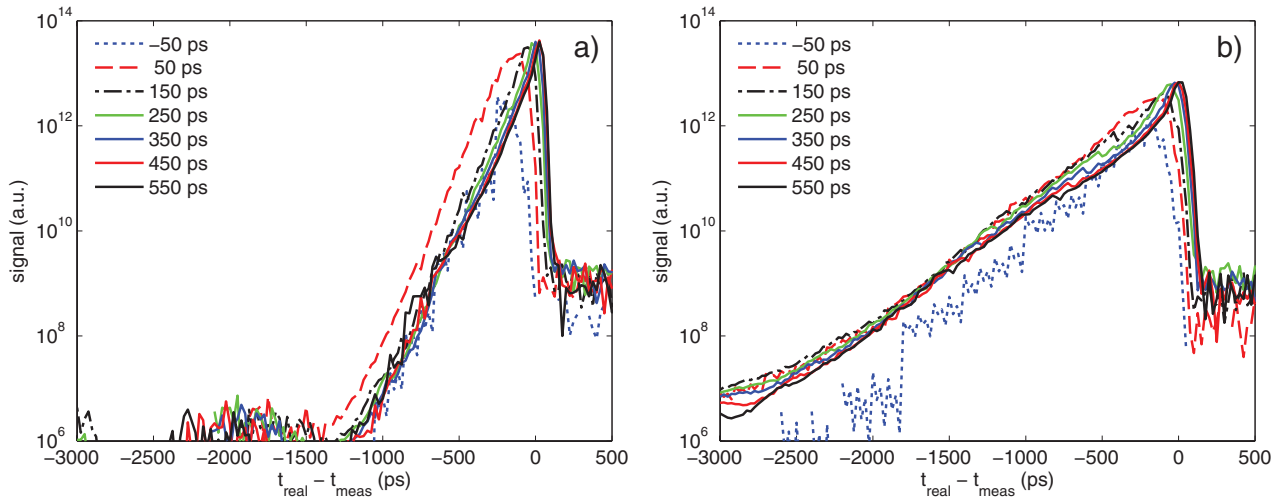 a)
−50 ps
50 ps
150 ps
250 ps
350 ps
450 ps
550 ps
signal (a.u.)
10^14
10^12
10^10
10^8
10^6
−3000 −2500 −2000 −1500 −1000 −500 0 500
t_real − t_meas (ps)
b)
−50 ps
50 ps
150 ps
250 ps
350 ps
450 ps
550 ps
signal (a.u.)
10^14
10^12
10^10
10^8
10^6
−3000 −2500 −2000 −1500 −1000 −500 0 500
t_real − t_meas (ps)